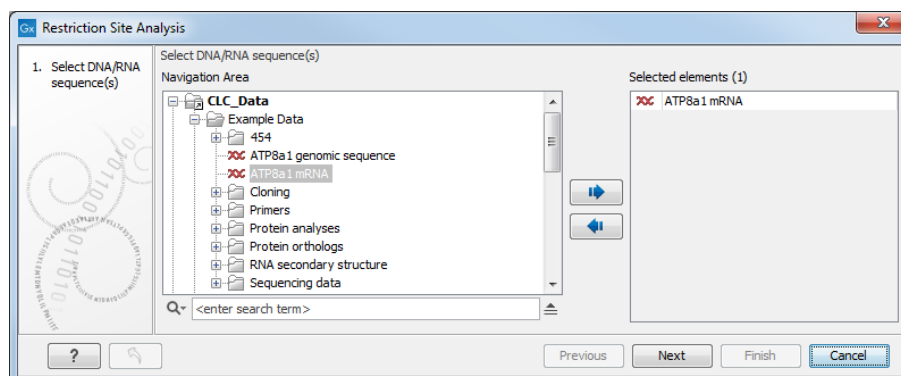 Gx Restriction Site Analysis
1. Select DNA/RNA
sequence(s)
Select DNA/RNA sequence(s)
Navigation Area
CLC_Data
Example Data
454
ATP8a1 genomic sequence
ATP8a1 mRNA
Cloning
Primers
Protein analyses
Protein orthologs
RNA secondary structure
Sequencing data
<enter search term>
Selected elements (1)
ATP8a1 mRNA
? Previous Next Finish Cancel